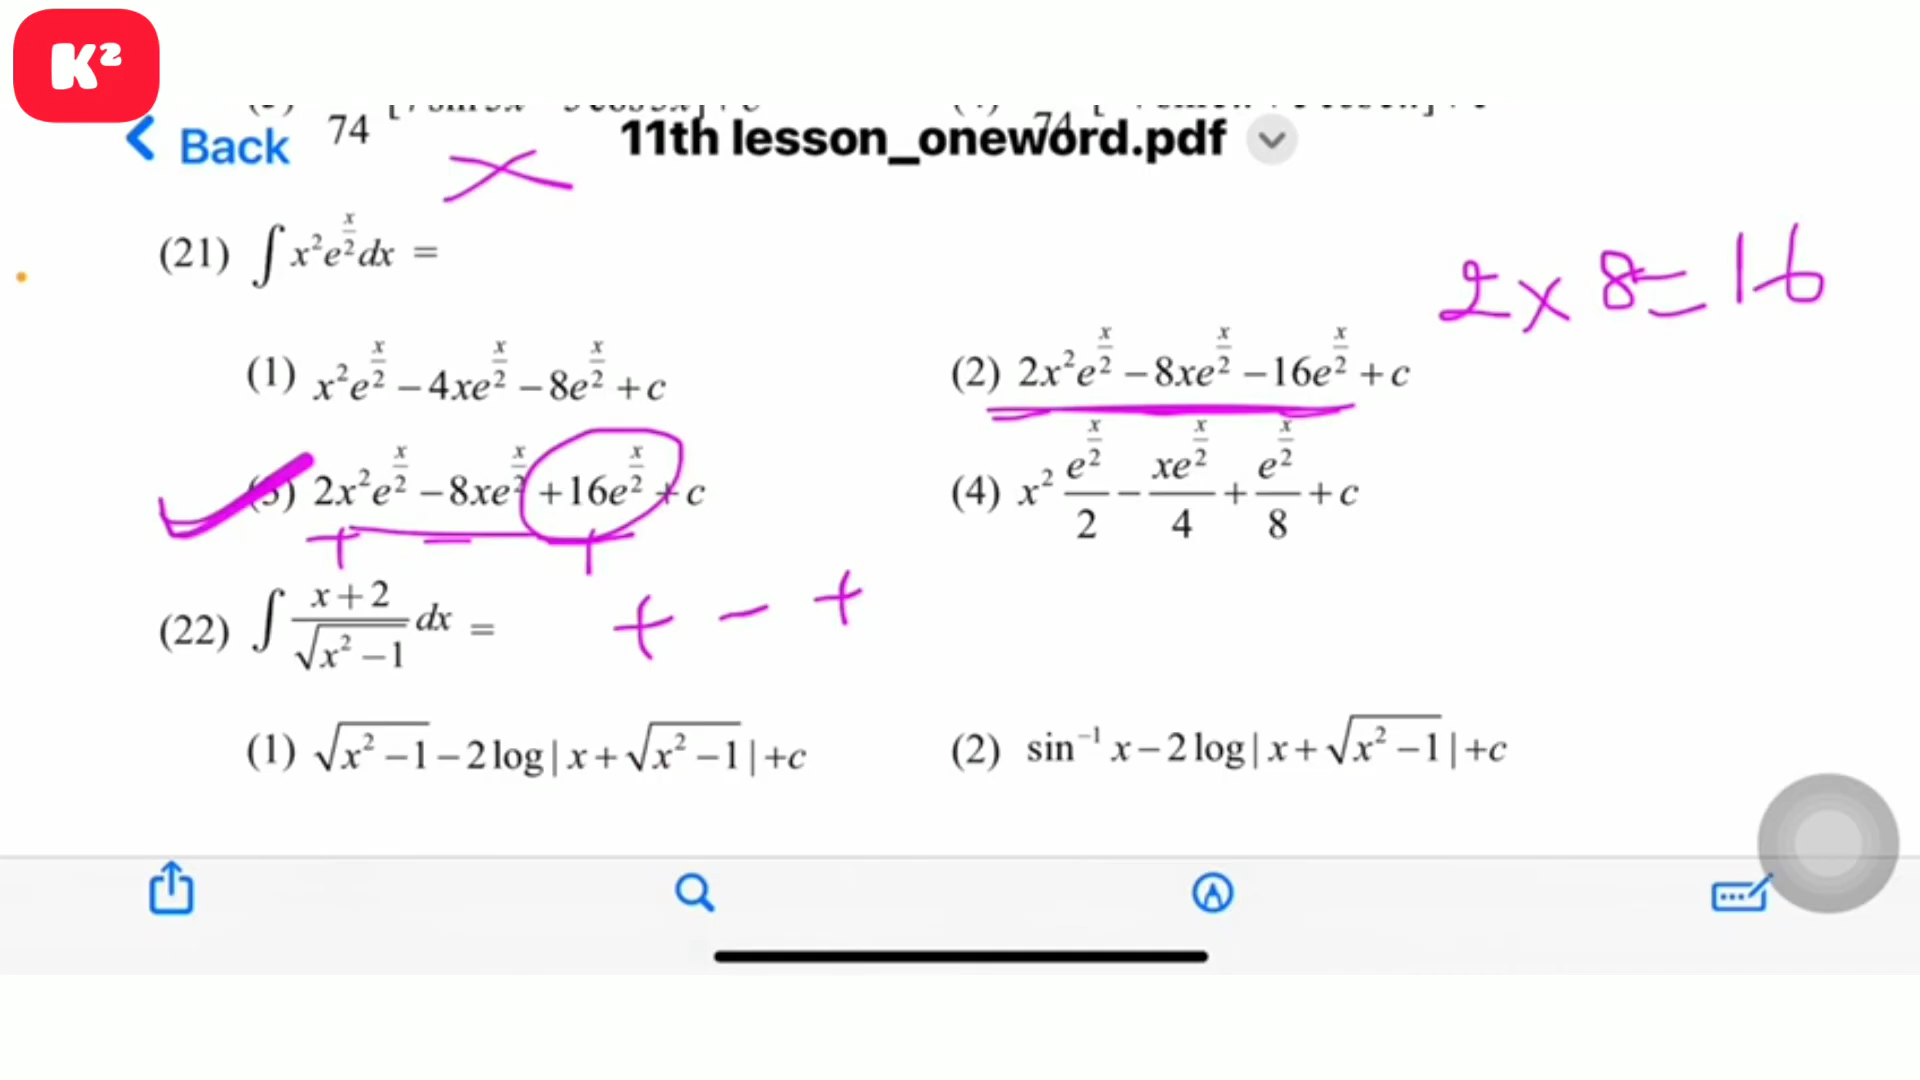 K²
Back 74 11th lesson_oneword.pdf 74
(21) ∫ x²e^(x/2) dx =
2 × 8 = 16
(1) x²e^(x/2) – 4xe^(x/2) – 8e^(x/2) + c
(2) 2x²e^(x/2) – 8xe^(x/2) – 16e^(x/2) + c
(3) 2x²e^(x/2) – 8xe^(x/2) + 16e^(x/2) + c
(4) x² e^(x/2)/2 – xe^(x/2)/4 + e^(x/2)/8 + c
+ – +
(22) ∫ (x+2)/√(x² –1) dx =
+ – +
(1) √(x² –1) – 2 log | x + √(x² –1) | +c
(2) sin⁻¹ x – 2 log | x + √(x² –1) | +c